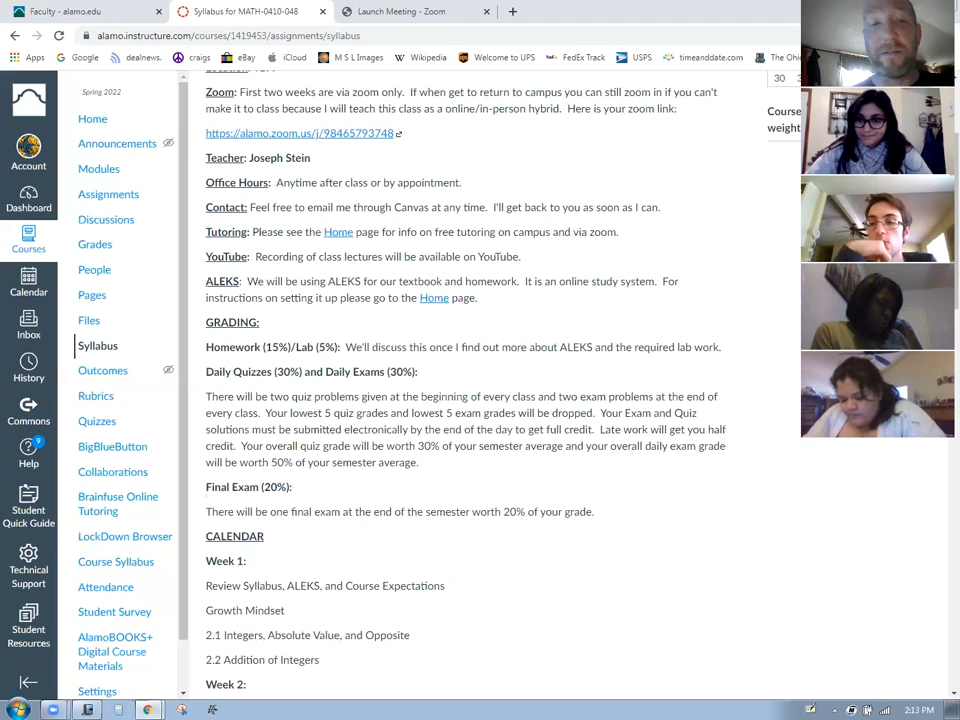 Faculty - alamo.edu
Syllabus for MATH-0410-048
Launch Meeting - Zoom
alamo.instructure.com/courses/1419453/assignments/syllabus
Apps
Google
dealnews.
craigs
eBay
iCloud
M S L Images
Wikipedia
Welcome to UPS
FedEx Track
USPS
timeanddate.com
The Ohio
Account
Dashboard
Courses
Calendar
Inbox
History
Commons
9
Help
Student
Quick Guide
Technical
Support
Student
Resources
Spring 2022
Home
Announcements
Modules
Assignments
Discussions
Grades
People
Pages
Files
Syllabus
Outcomes
Rubrics
Quizzes
BigBlueButton
Collaborations
Brainfuse Online
Tutoring
LockDown Browser
Course Syllabus
Attendance
Student Survey
AlamoBOOKS+
Digital Course
Materials
Settings
Zoom: First two weeks are via zoom only. If when get to return to campus you can still zoom in if you can't
make it to class because I will teach this class as a online/in-person hybrid. Here is your zoom link:
https://alamo.zoom.us/j/98465793748
Teacher: Joseph Stein
Office Hours: Anytime after class or by appointment.
Contact: Feel free to email me through Canvas at any time. I'll get back to you as soon as I can.
Tutoring: Please see the Home page for info on free tutoring on campus and via zoom.
YouTube: Recording of class lectures will be available on YouTube.
ALEKS: We will be using ALEKS for our textbook and homework. It is an online study system. For
instructions on setting it up please go to the Home page.
GRADING:
Homework (15%)/Lab (5%): We'll discuss this once I find out more about ALEKS and the required lab work.
Daily Quizzes (30%) and Daily Exams (30%):
There will be two quiz problems given at the beginning of every class and two exam problems at the end of
every class. Your lowest 5 quiz grades and lowest 5 exam grades will be dropped. Your Exam and Quiz
solutions must be submitted electronically by the end of the day to get full credit. Late work will get you half
credit. Your overall quiz grade will be worth 30% of your semester average and your overall daily exam grade
will be worth 50% of your semester average.
Final Exam (20%):
There will be one final exam at the end of the semester worth 20% of your grade.
CALENDAR
Week 1:
Review Syllabus, ALEKS, and Course Expectations
Growth Mindset
2.1 Integers, Absolute Value, and Opposite
2.2 Addition of Integers
Week 2:
30
Course
weight
2:13 PM